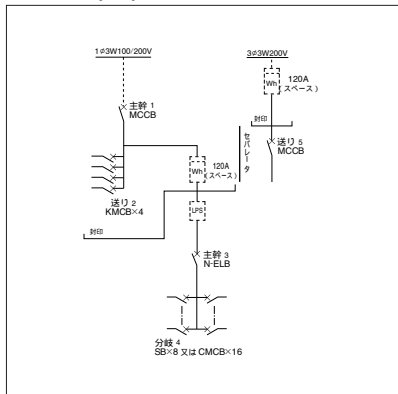 1φ3W100/200V
3φ3W200V
Wh
120A
(スペース)
主幹 1
MCCB
封印
送り 5
MCCB
セパレータ
Wh
120A
(スペース)
送り 2
KMCB×4
LPS
封印
主幹 3
N-ELB
分岐 4
SB×8 又は CMCB×16